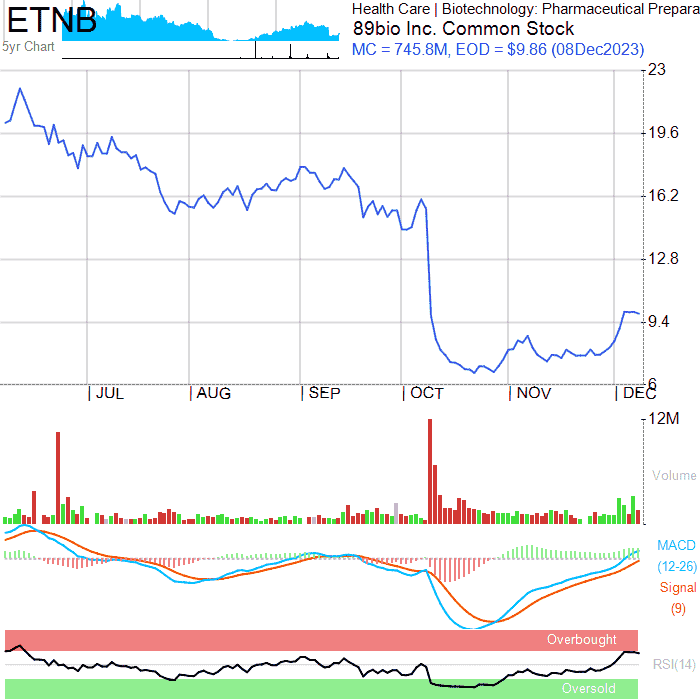 ETNB
5yr Chart
Health Care | Biotechnology: Pharmaceutical Prepara
89bio Inc. Common Stock
MC = 745.8M, EOD = $9.86 (08Dec2023)
23
19.6
16.2
12.8
9.4
6
JUL
AUG
SEP
OCT
NOV
DEC
12M
Volume
MACD
(12-26)
Signal
(9)
Overbought
RSI(14)
Oversold